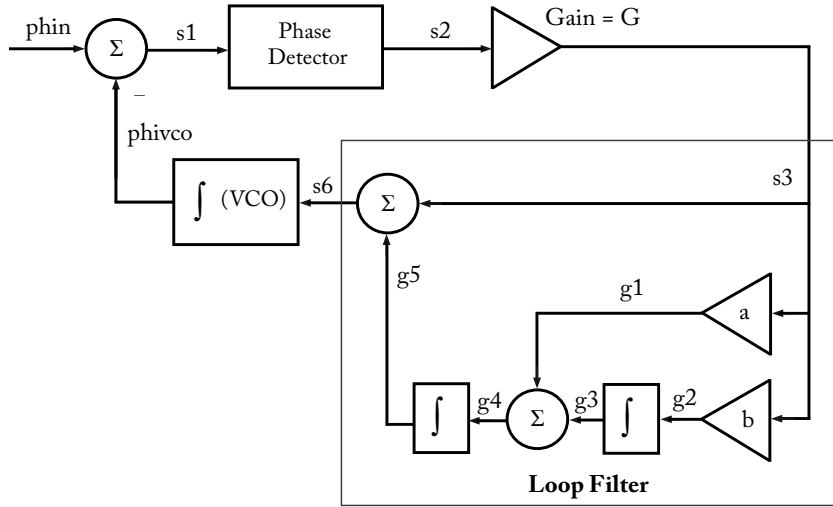 phin
Σ
s1
Phase
Detector
s2
Gain = G
–
phivco
∫ (VCO)
s6
Σ
s3
g5
g1
a
∫
g4
Σ
g3
∫
g2
b
Loop Filter